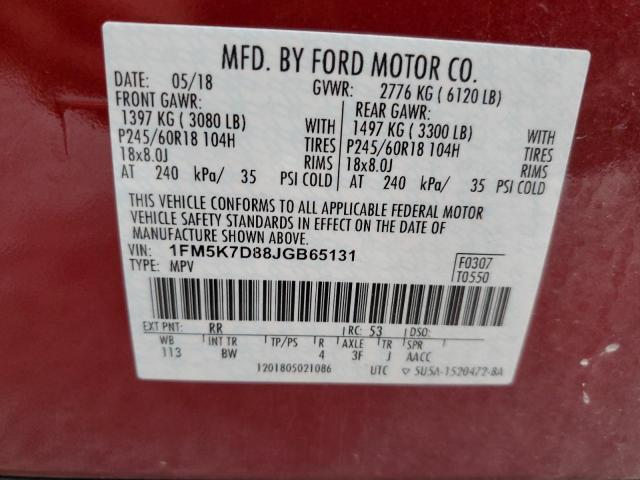 MFD. BY FORD MOTOR CO.
DATE: 05/18 GVWR: 2776 KG ( 6120 LB)
FRONT GAWR: REAR GAWR:
1397 KG ( 3080 LB) WITH 1497 KG ( 3300 LB) WITH
P245/60R18 104H TIRES P245/60R18 104H TIRES
18x8.0J RIMS 18x8.0J RIMS
AT 240 kPa/ 35 PSI COLD AT 240 kPa/ 35 PSI COLD
THIS VEHICLE CONFORMS TO ALL APPLICABLE FEDERAL MOTOR
VEHICLE SAFETY STANDARDS IN EFFECT ON THE DATE OF
MANUFACTURE SHOWN ABOVE.
VIN: 1FM5K7D88JGB65131 F0307
TYPE: MPV T0550
EXT PNT: RR RC: 53 DSO:
WB INT TR TP/PS R AXLE TR SPR
113 BW 4 3F J AACC
1201805021086 UTC ▽ 5U5A-1520472-BA